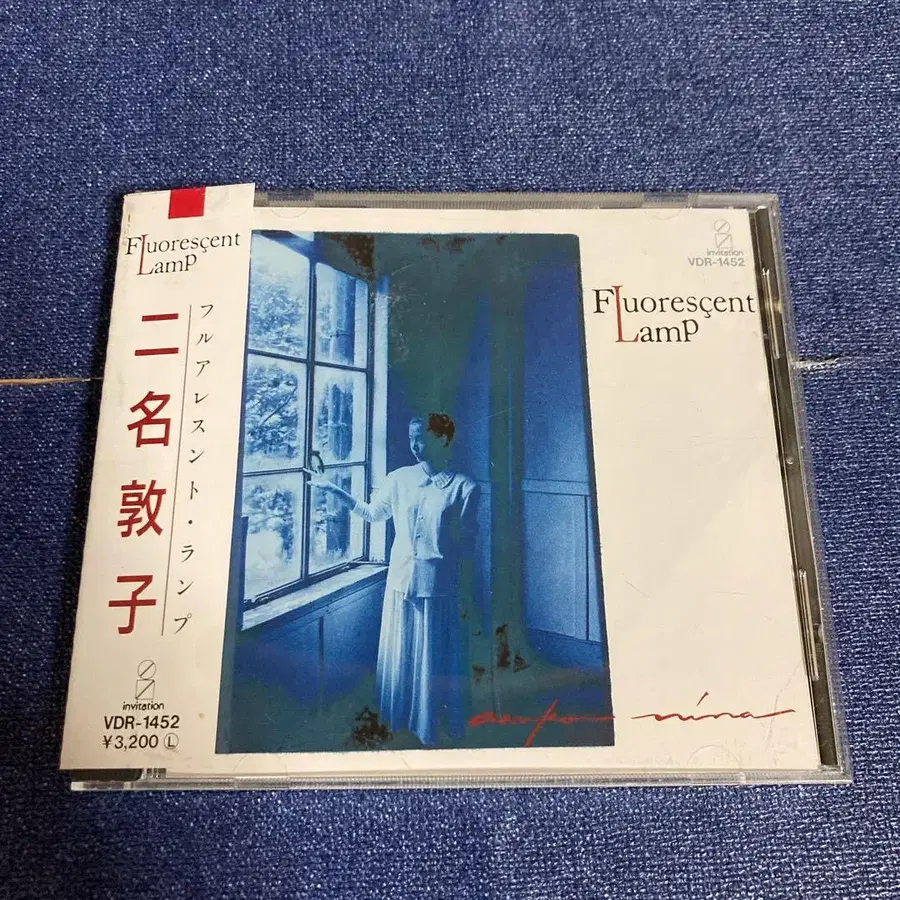 Fluoresçent
Lamp
二名敦子
フルアレスント・ランプ
invitation
VDR-1452
¥3,200 Ⓛ
invitation
VDR-1452
Fluoresçent
Lamp
nina